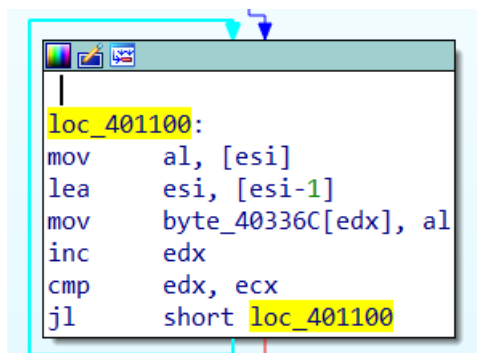 loc_401100:
mov al, [esi]
lea esi, [esi-1]
mov byte_40336C[edx], al
inc edx
cmp edx, ecx
jl short loc_401100